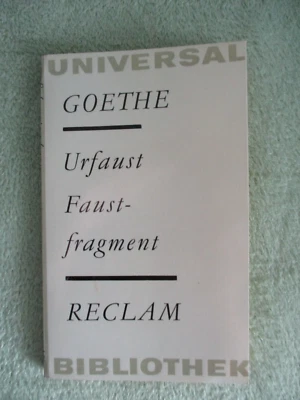 UNIVERSAL
GOETHE
Urfaust
Faust-
fragment
RECLAM
BIBLIOTHEK